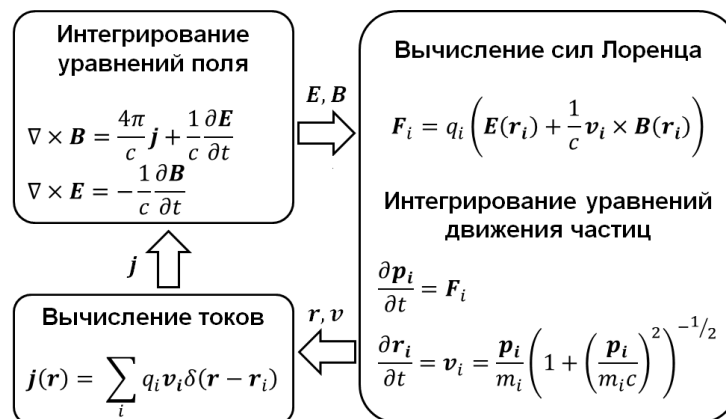 Интегрирование
уравнений поля
∇ × B = 4π/c j + 1/c ∂E/∂t
∇ × E = −1/c ∂B/∂t
E, B
Вычисление сил Лоренца
F_i = q_i (E(r_i) + 1/c v_i × B(r_i))
Интегрирование уравнений
движения частиц
∂p_i/∂t = F_i
∂r_i/∂t = v_i = p_i/m_i (1 + (p_i/(m_i c))^2)^(−1/2)
r, v
Вычисление токов
j(r) = ∑_i q_i v_i δ(r − r_i)
j